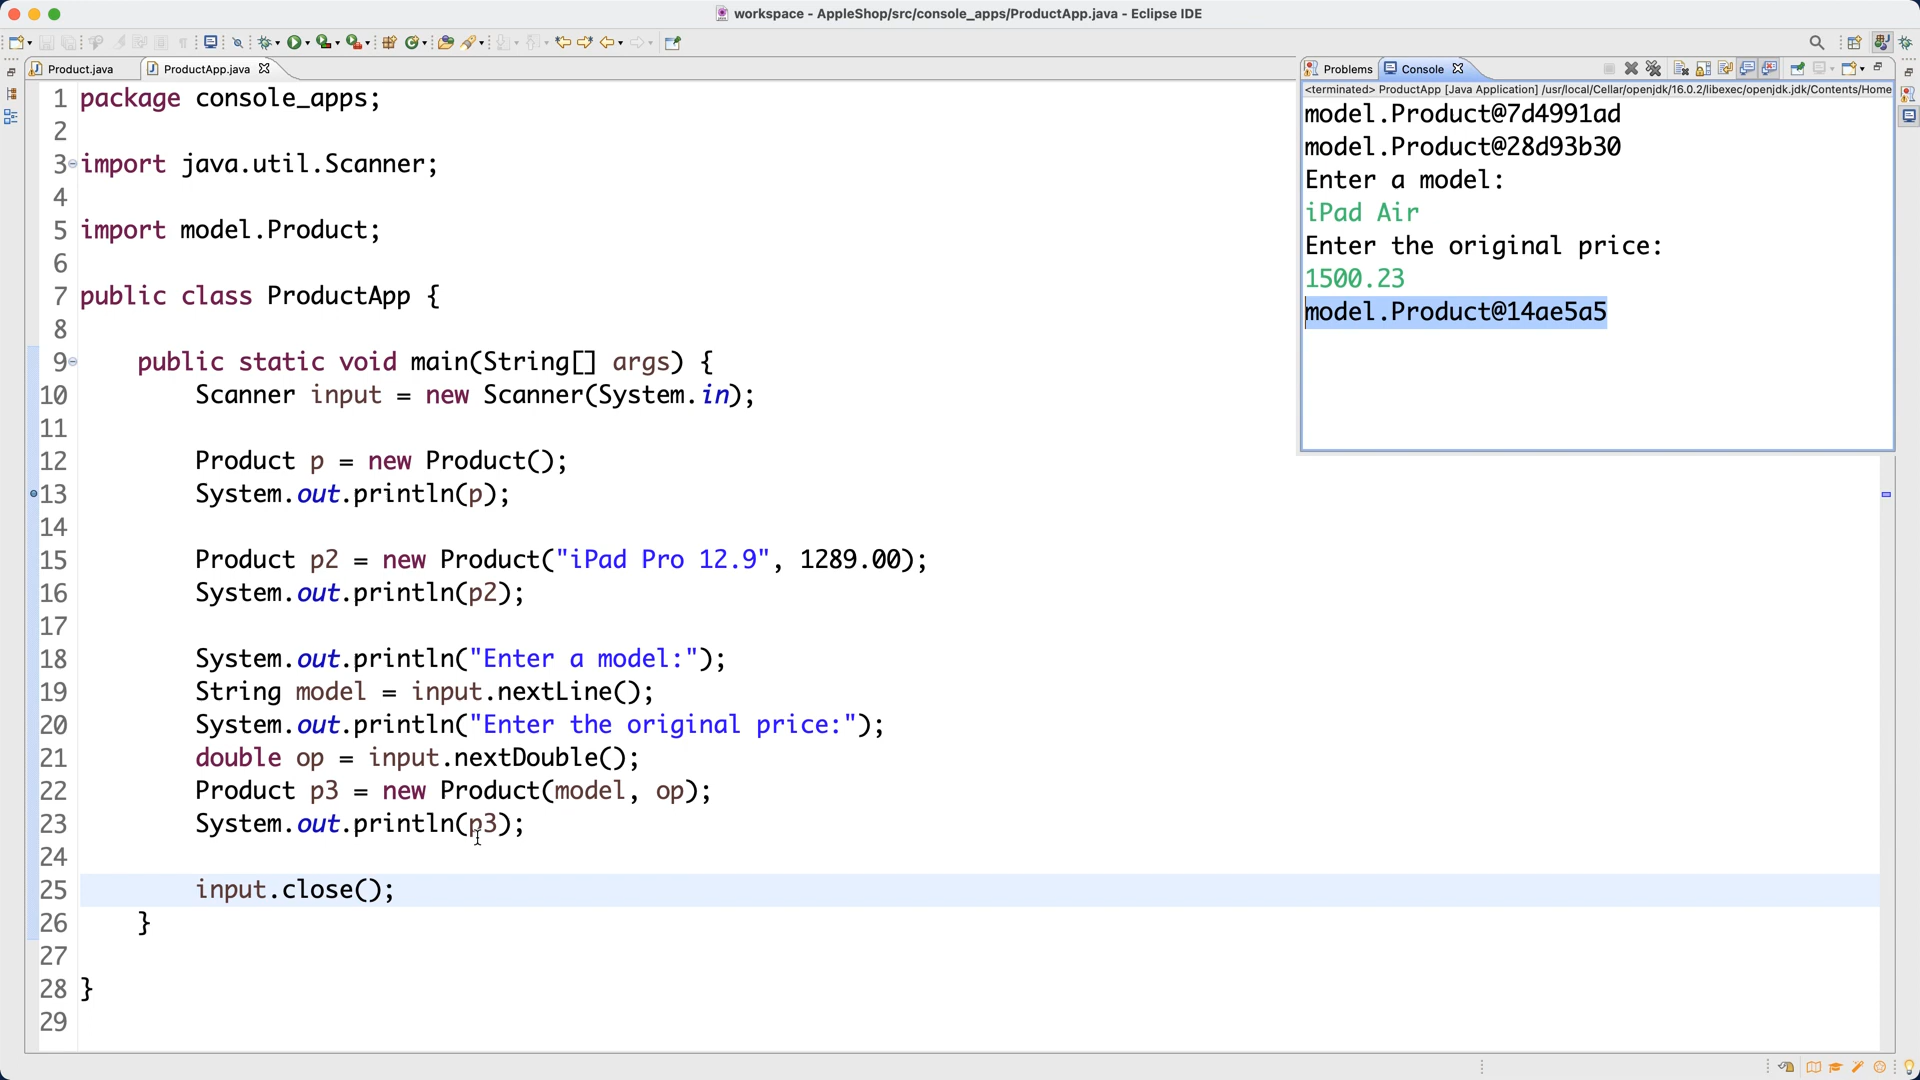 workspace - AppleShop/src/console_apps/ProductApp.java - Eclipse IDE
Product.java
ProductApp.java
1 package console_apps;
2
3 import java.util.Scanner;
4
5 import model.Product;
6
7 public class ProductApp {
8
9 public static void main(String[] args) {
10 Scanner input = new Scanner(System.in);
11
12 Product p = new Product();
13 System.out.println(p);
14
15 Product p2 = new Product("iPad Pro 12.9", 1289.00);
16 System.out.println(p2);
17
18 System.out.println("Enter a model:");
19 String model = input.nextLine();
20 System.out.println("Enter the original price:");
21 double op = input.nextDouble();
22 Product p3 = new Product(model, op);
23 System.out.println(p3);
24
25 input.close();
26 }
27
28 }
29
Problems
Console
<terminated> ProductApp [Java Application] /usr/local/Cellar/openjdk/16.0.2/libexec/openjdk.jdk/Contents/Home
model.Product@7d4991ad
model.Product@28d93b30
Enter a model:
iPad Air
Enter the original price:
1500.23
model.Product@14ae5a5